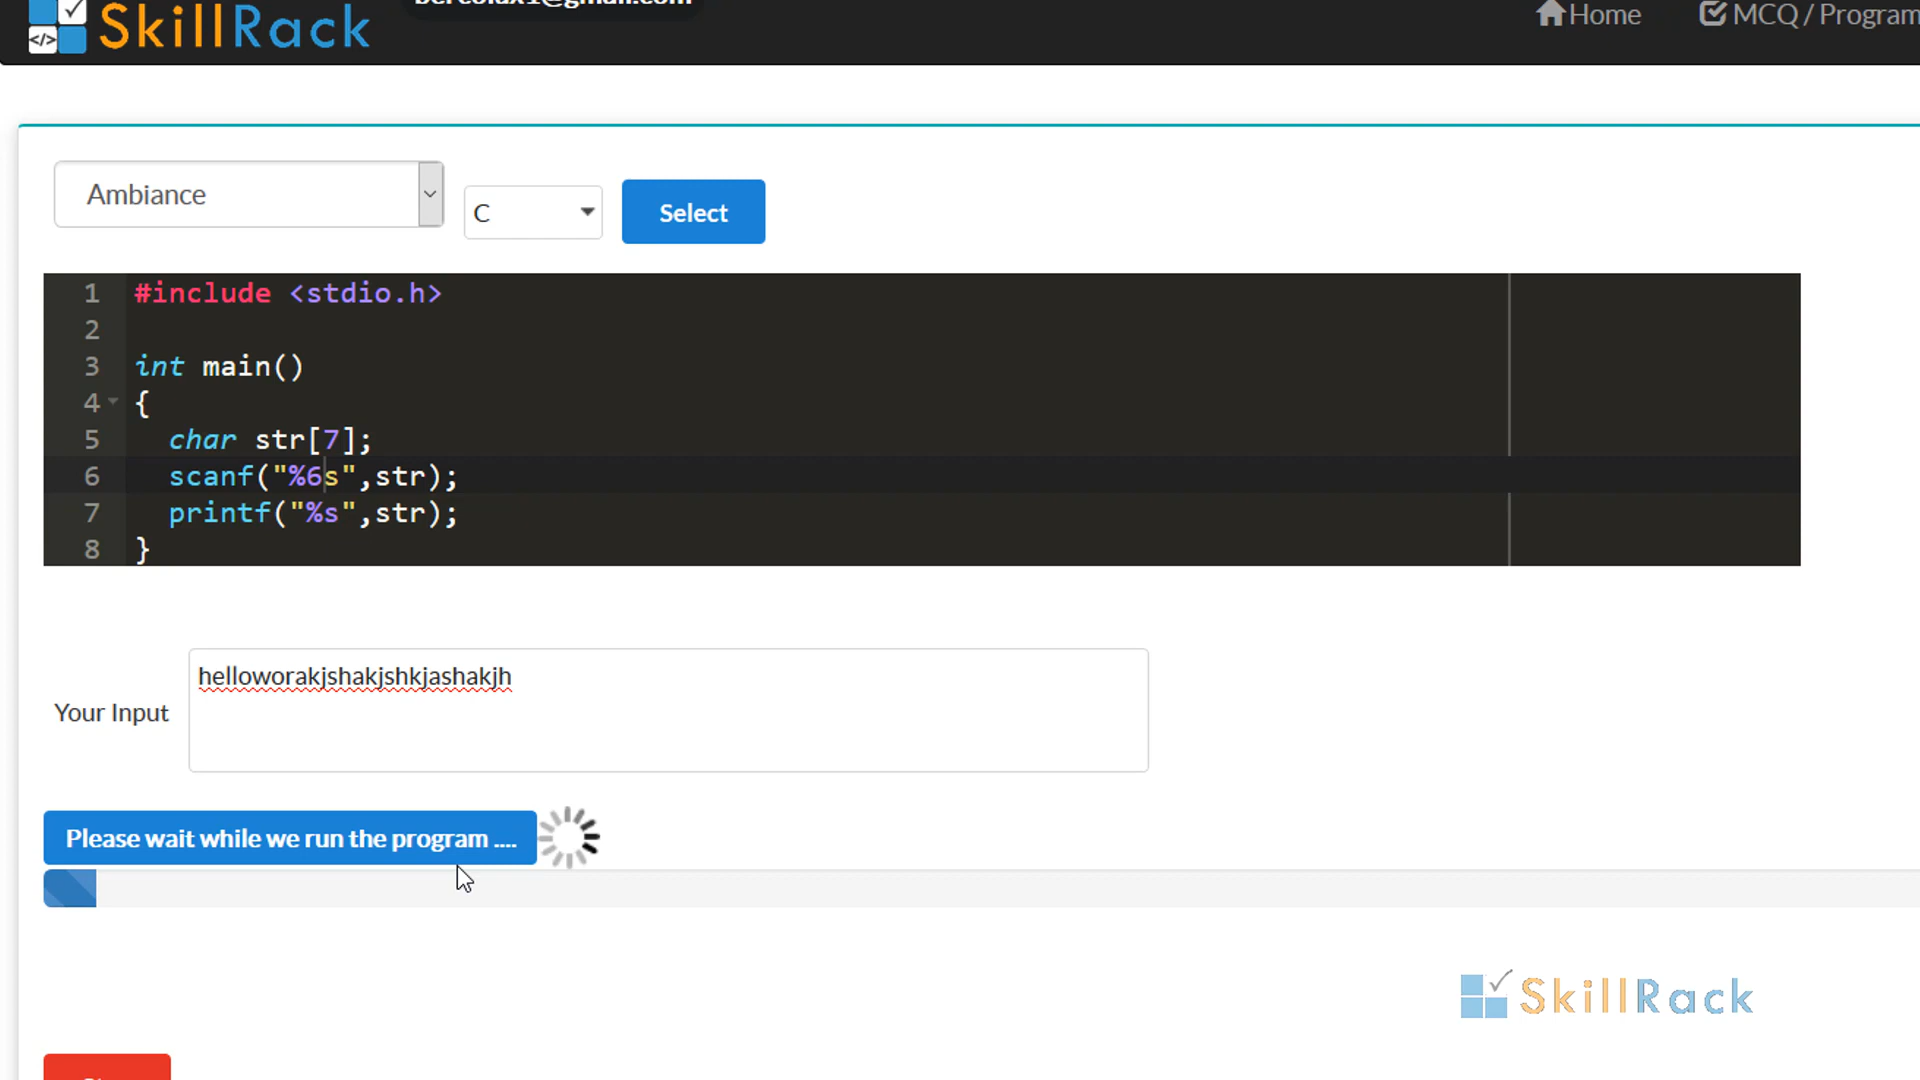 SkillRack
Home
MCQ / Program
Ambiance
C
Select
1 #include <stdio.h>
2
3 int main()
4 {
5 char str[7];
6 scanf("%6s",str);
7 printf("%s",str);
8 }
helloworakjshakjshkjashakjh
Your Input
Please wait while we run the program ....
SkillRack